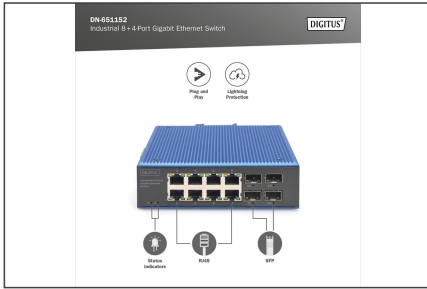 DN-651152
Industrial 8+4-Port Gigabit Ethernet Switch
DIGITUS®
Plug and
Play
Lightning
Protection
DIGITUS
Status
Indicators
RJ45
SFP